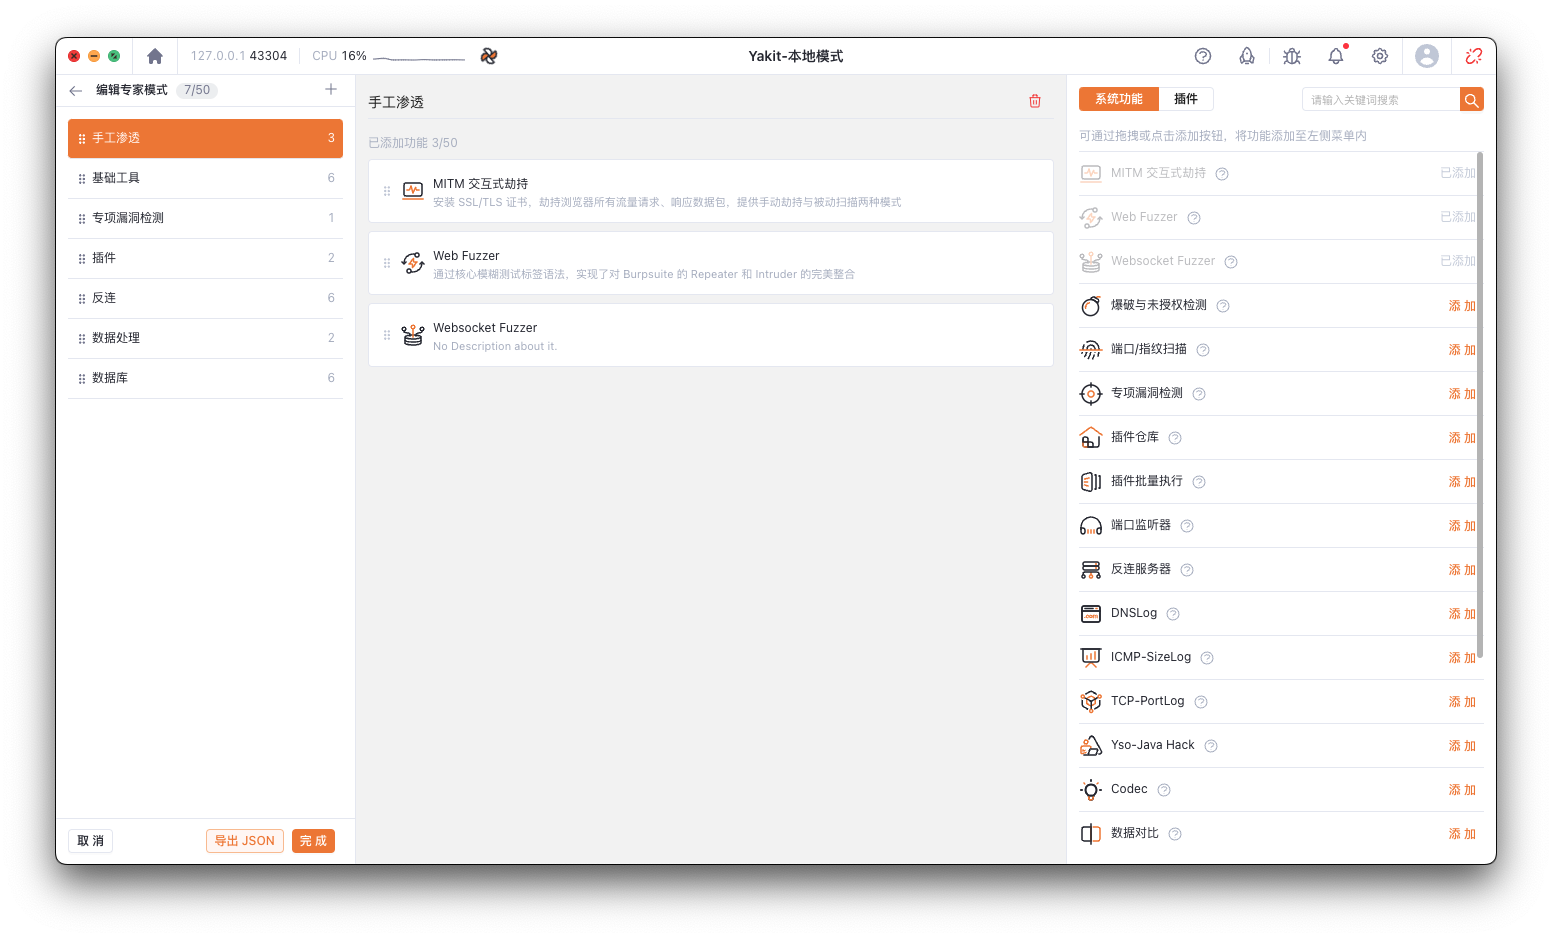 127.0.0.1 43304
CPU 16%
Yakit-本地模式
编辑专家模式 7/50
手工渗透 3
基础工具 6
专项漏洞检测 1
插件 2
反连 6
数据处理 2
数据库 6
取 消
导出 JSON
完 成
手工渗透
已添加功能 3/50
MITM 交互式劫持
安装 SSL/TLS 证书，劫持浏览器所有流量请求、响应数据包，提供手动劫持与被动扫描两种模式
Web Fuzzer
通过核心模糊测试标签语法，实现了对 Burpsuite 的 Repeater 和 Intruder 的完美整合
Websocket Fuzzer
No Description about it.
系统功能 插件
请输入关键词搜索
可通过拖拽或点击添加按钮，将功能添加至左侧菜单内
MITM 交互式劫持 已添加
Web Fuzzer 已添加
Websocket Fuzzer 已添加
爆破与未授权检测 添 加
端口/指纹扫描 添 加
专项漏洞检测 添 加
插件仓库 添 加
插件批量执行 添 加
端口监听器 添 加
反连服务器 添 加
DNSLog 添 加
ICMP-SizeLog 添 加
TCP-PortLog 添 加
Yso-Java Hack 添 加
Codec 添 加
数据对比 添 加